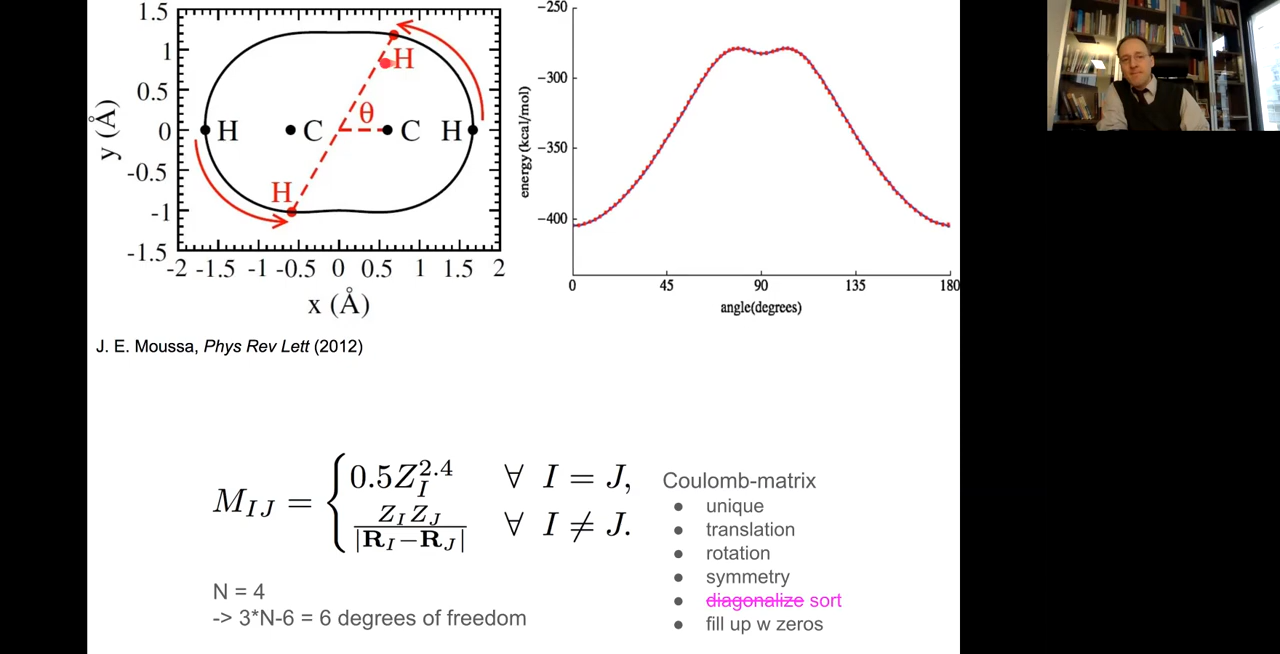 1.5
1
0.5
0
-0.5
-1
-1.5
y (Å)
H
θ
H C C H
H
-2 -1.5 -1 -0.5 0 0.5 1 1.5 2
x (Å)
−250
−300
−350
−400
energy (kcal/mol)
0 45 90 135 180
angle(degrees)
J. E. Moussa, Phys Rev Lett (2012)
M_{IJ} = { 0.5Z_I^{2.4} ∀ I = J,
Z_I Z_J / |R_I − R_J| ∀ I ≠ J.
N = 4
-> 3*N-6 = 6 degrees of freedom
Coulomb-matrix
● unique
● translation
● rotation
● symmetry
● diagonalize sort
● fill up w zeros